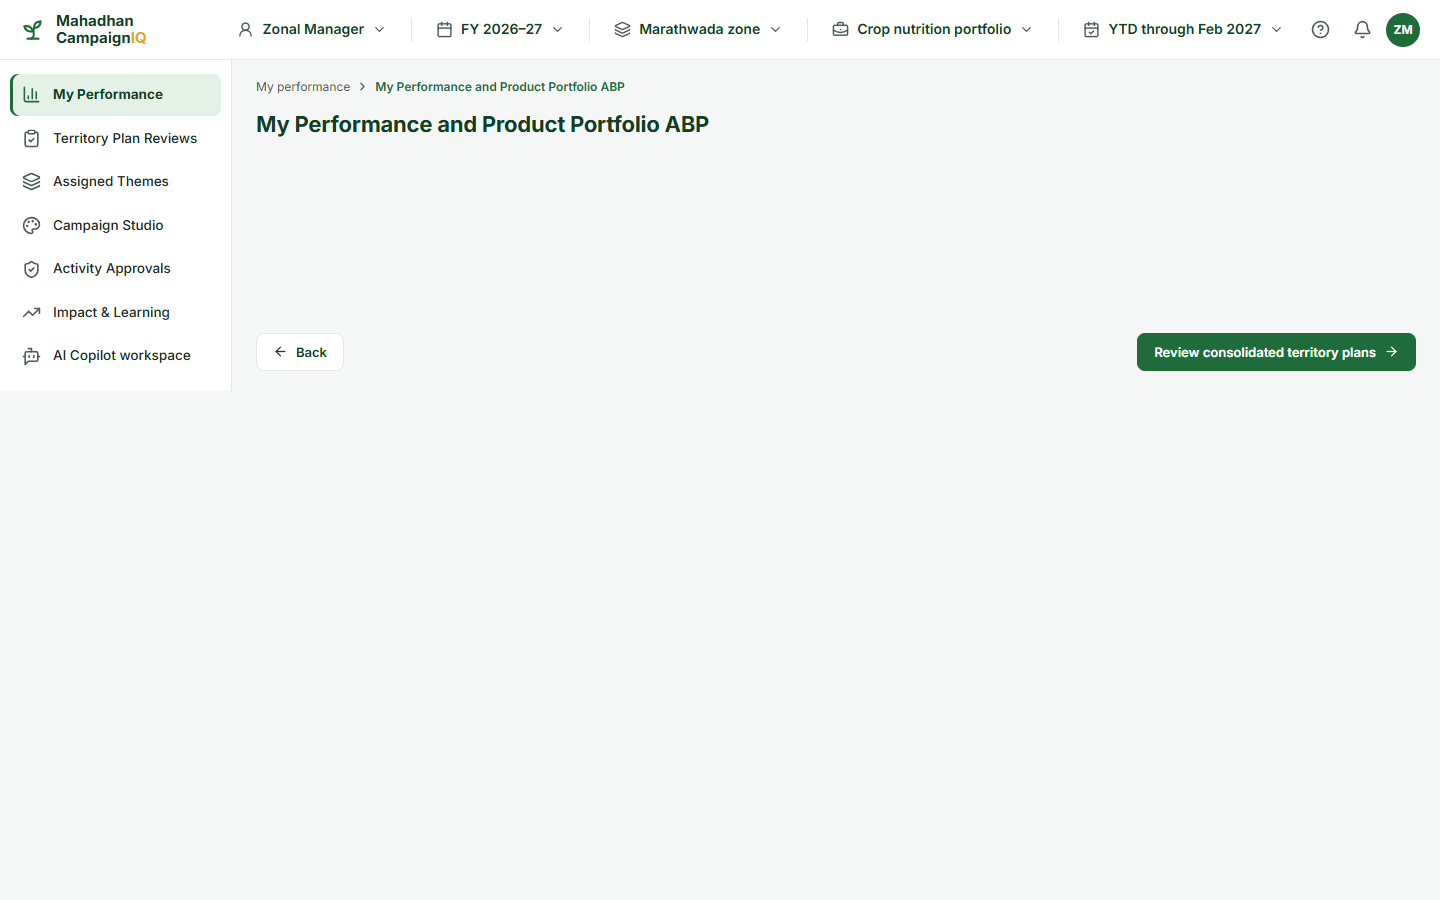 Mahadhan
CampaignIQ
Zonal Manager
FY 2026–27
Marathwada zone
Crop nutrition portfolio
YTD through Feb 2027
ZM
My Performance
Territory Plan Reviews
Assigned Themes
Campaign Studio
Activity Approvals
Impact & Learning
AI Copilot workspace
My performance
My Performance and Product Portfolio ABP
My Performance and Product Portfolio ABP
Back
Review consolidated territory plans